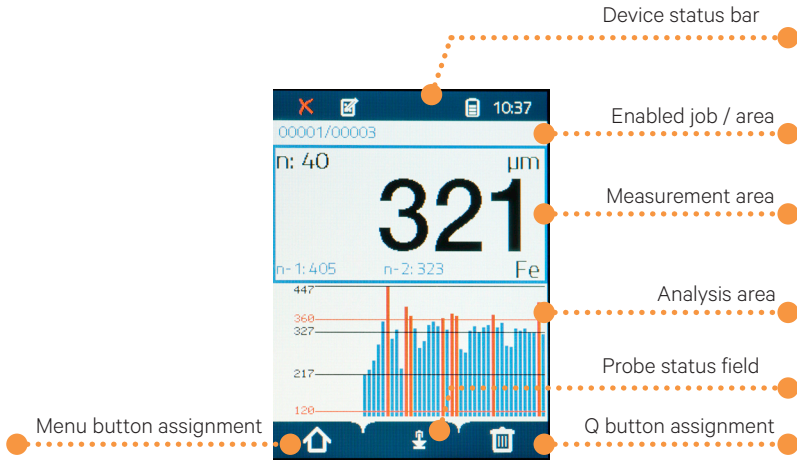 Device status bar
10:37
Enabled job / area
00001/00003
n: 40
µm
Measurement area
321
n-1: 405
n-2: 323
Fe
447
Analysis area
360
327
217
Probe status field
120
Menu button assignment
Q button assignment